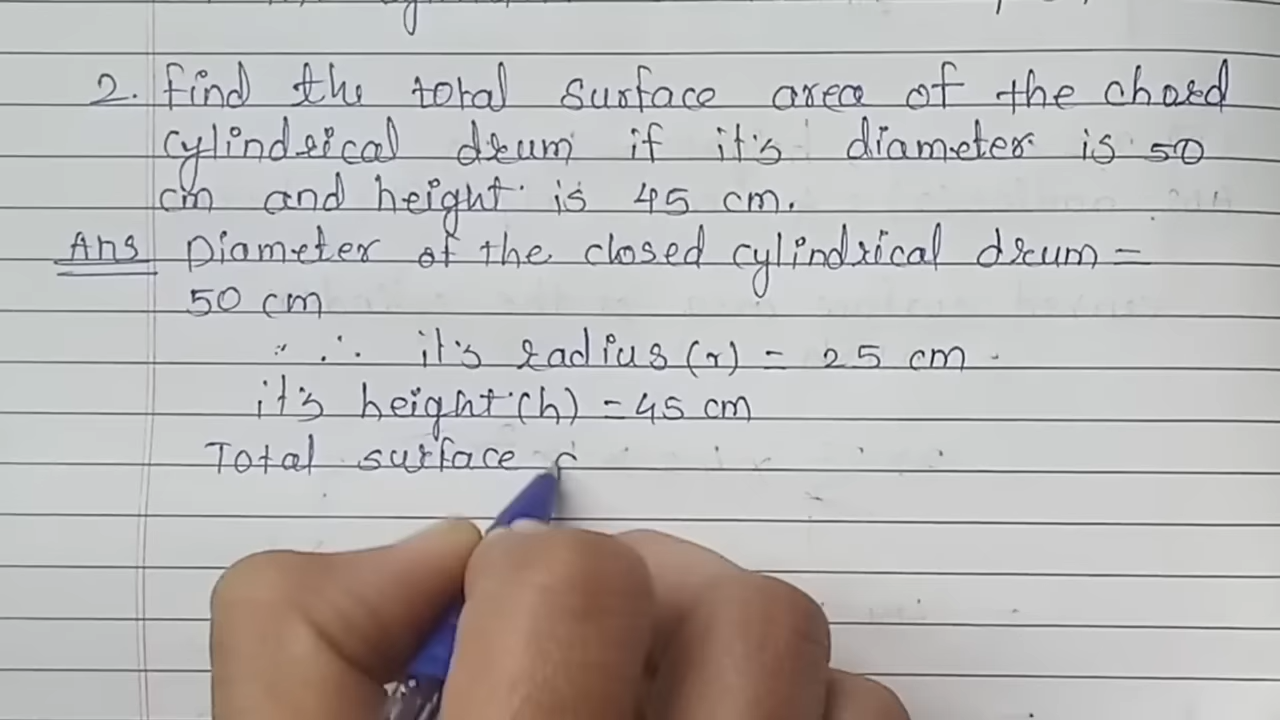 2. Find the total surface area of the chosed
cylindrical drum if it's diameter is 50
cm and height is 45 cm.
Ans Diameter of the closed cylindrical drum =
50 cm
∴ it's radius (r) = 25 cm.
it's height (h) = 45 cm
Total surface